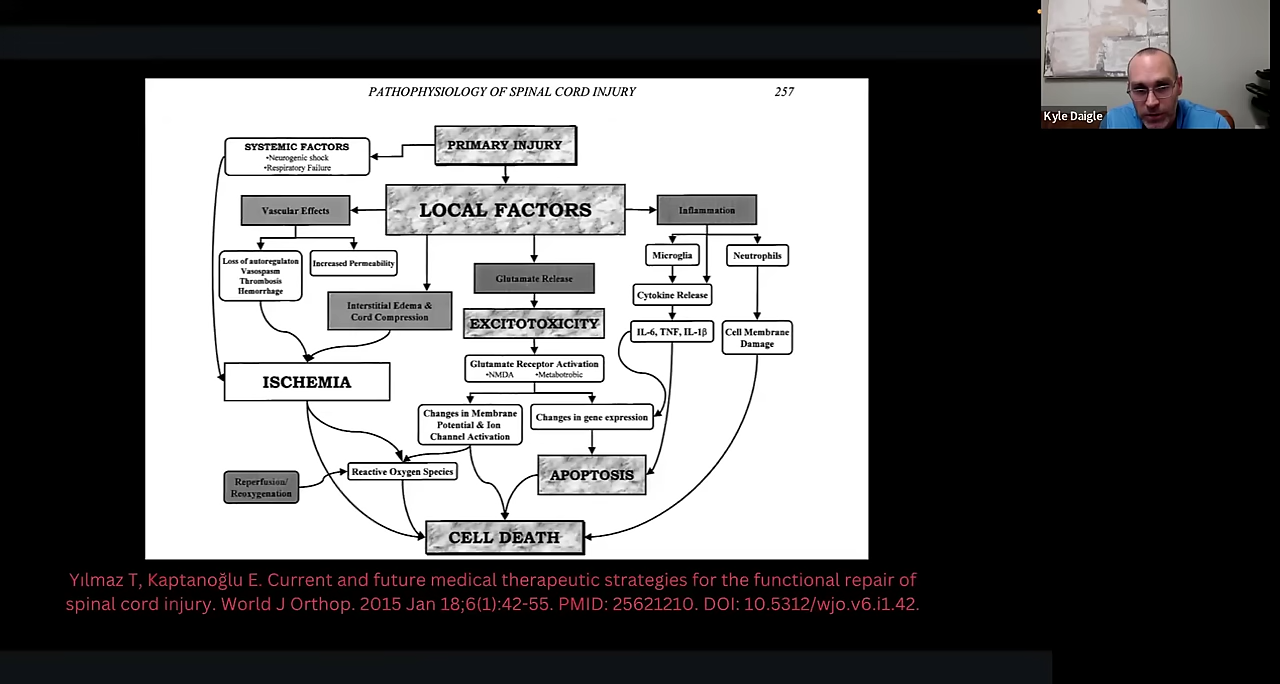 PATHOPHYSIOLOGY OF SPINAL CORD INJURY 257
Kyle Daigle
PRIMARY INJURY
SYSTEMIC FACTORS
•Neurogenic shock
•Respiratory Failure
LOCAL FACTORS
Vascular Effects
Inflammation
Loss of autoregulaton
Vasospasm
Thrombosis
Hemorrhage
Increased Permeability
Microglia
Neutrophils
Interstitial Edema &
Cord Compression
Glutamate Release
Cytokine Release
EXCITOTOXICITY
IL-6, TNF, IL-1β
Cell Membrane
Damage
Glutamate Receptor Activation
•NMDA •Metabotrobic
ISCHEMIA
Changes in Membrane
Potential & Ion
Channel Activation
Changes in gene expression
Reactive Oxygen Species
APOPTOSIS
Reperfusion/
Reoxygenation
CELL DEATH
Yılmaz T, Kaptanoğlu E. Current and future medical therapeutic strategies for the functional repair of
spinal cord injury. World J Orthop. 2015 Jan 18;6(1):42-55. PMID: 25621210. DOI: 10.5312/wjo.v6.i1.42.